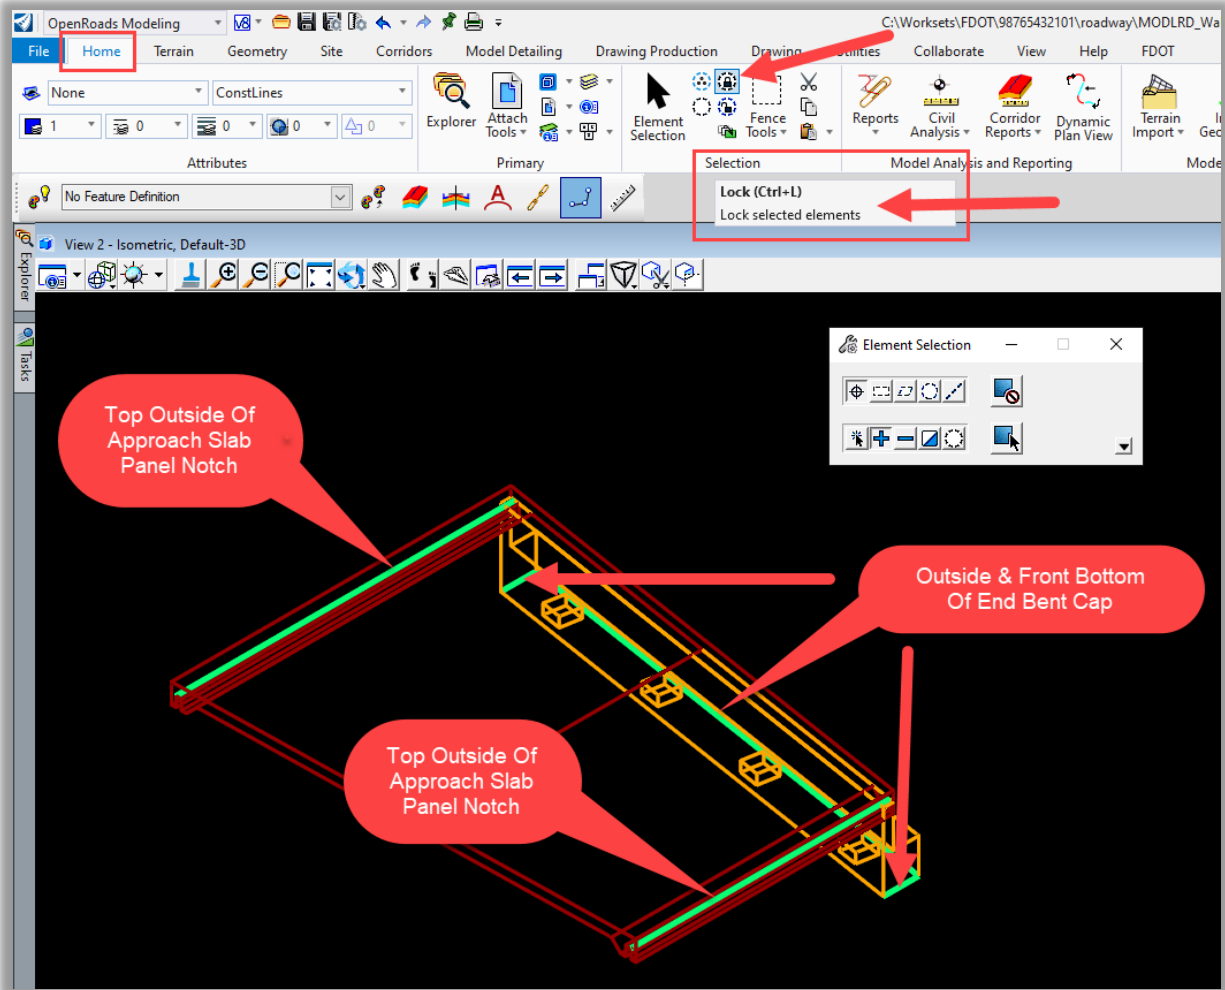 OpenRoads Modeling
C:\Worksets\FDOT\98765432101\roadway\MODLRD_Wa
File Home Terrain Geometry Site Corridors Model Detailing Drawing Production Drawing Utilities Collaborate View Help FDOT
None
ConstLines
1 0 0 0 0
Attributes
Explorer
Attach
Tools
Primary
Element
Selection
Fence
Tools
Selection
Reports
Civil
Analysis
Corridor
Reports
Dynamic
Plan View
Model Analysis and Reporting
Terrain
Import
Geo
Mode
No Feature Definition
Lock (Ctrl+L)
Lock selected elements
View 2 - Isometric, Default-3D
Explorer
Tasks
Element Selection
Top Outside Of
Approach Slab
Panel Notch
Outside & Front Bottom
Of End Bent Cap
Top Outside Of
Approach Slab
Panel Notch